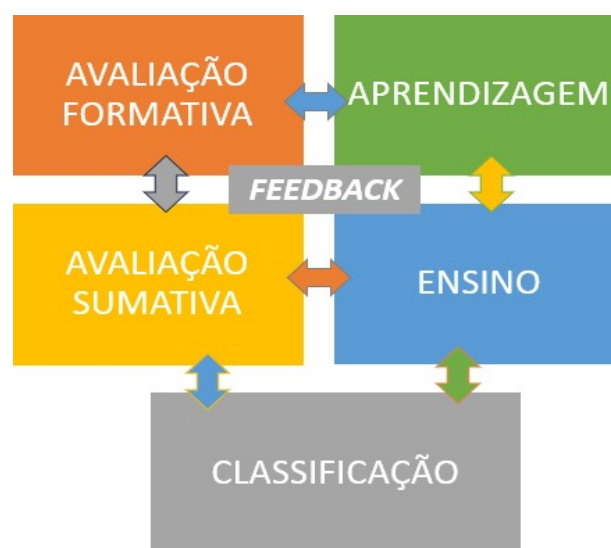 AVALIAÇÃO
FORMATIVA
APRENDIZAGEM
FEEDBACK
AVALIAÇÃO
SUMATIVA
ENSINO
CLASSIFICAÇÃO